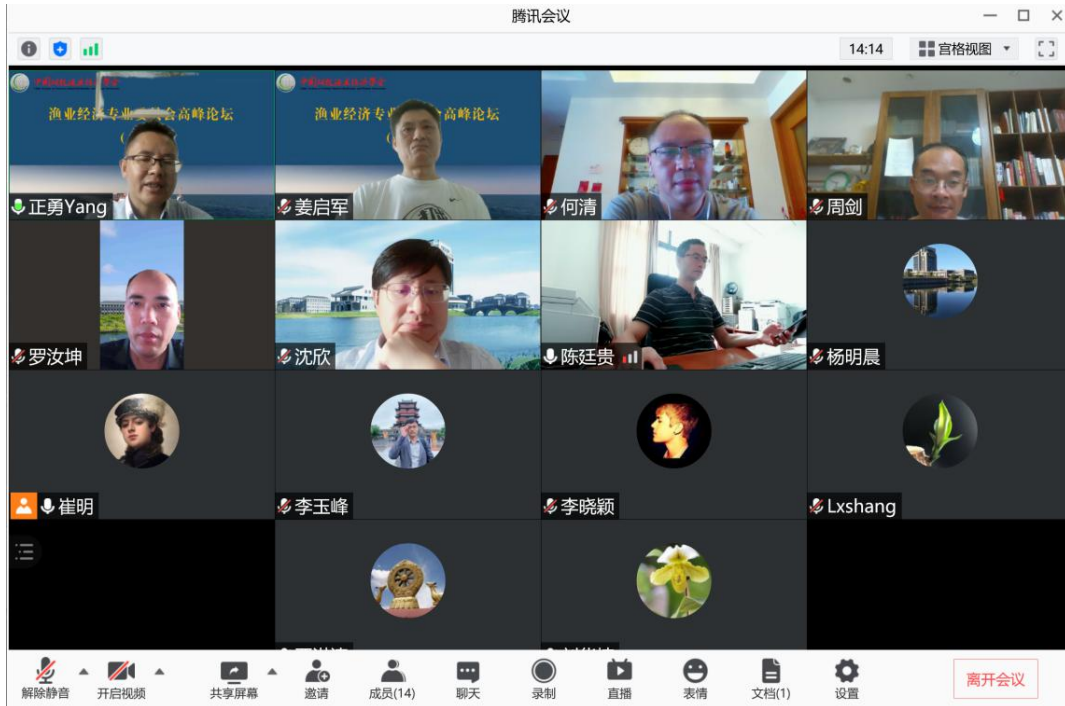 腾讯会议
14:14
宫格视图
渔业经济专业委员会高峰论坛
渔业经济专业委员会高峰论坛
正勇Yang
姜启军
何清
周剑
罗汝坤
沈欣
陈廷贵
杨明晨
崔明
李玉峰
李晓颖
Lxshang
解除静音
开启视频
共享屏幕
邀请
成员(14)
聊天
录制
直播
表情
文档(1)
设置
离开会议